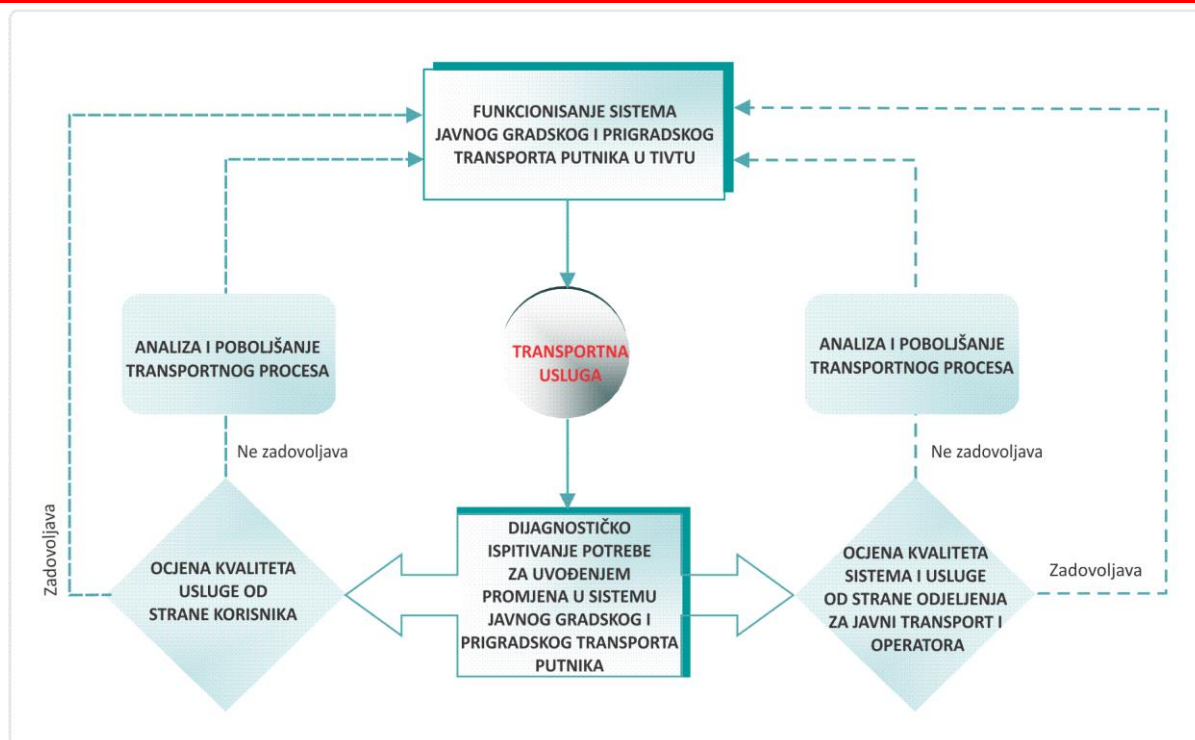 FUNKCIONISANJE SISTEMA
JAVNOG GRADSKOG I PRIGRADSKOG
TRANSPORTA PUTNIKA U TIVTU
ANALIZA I POBOLJŠANJE
TRANSPORTNOG PROCESA
TRANSPORTNA
USLUGA
ANALIZA I POBOLJŠANJE
TRANSPORTNOG PROCESA
Ne zadovoljava
Ne zadovoljava
Zadovoljava
OCJENA KVALITETA
USLUGE OD
STRANE KORISNIKA
DIJAGNOSTIČKO
ISPITIVANJE POTREBE
ZA UVOĐENJEM
PROMJENA U SISTEMU
JAVNOG GRADSKOG I
PRIGRADSKOG TRANSPORTA
PUTNIKA
OCJENA KVALITETA
SISTEMA I USLUGE
OD STRANE ODJELJENJA
ZA JAVNI TRANSPORT I
OPERATORA
Zadovoljava